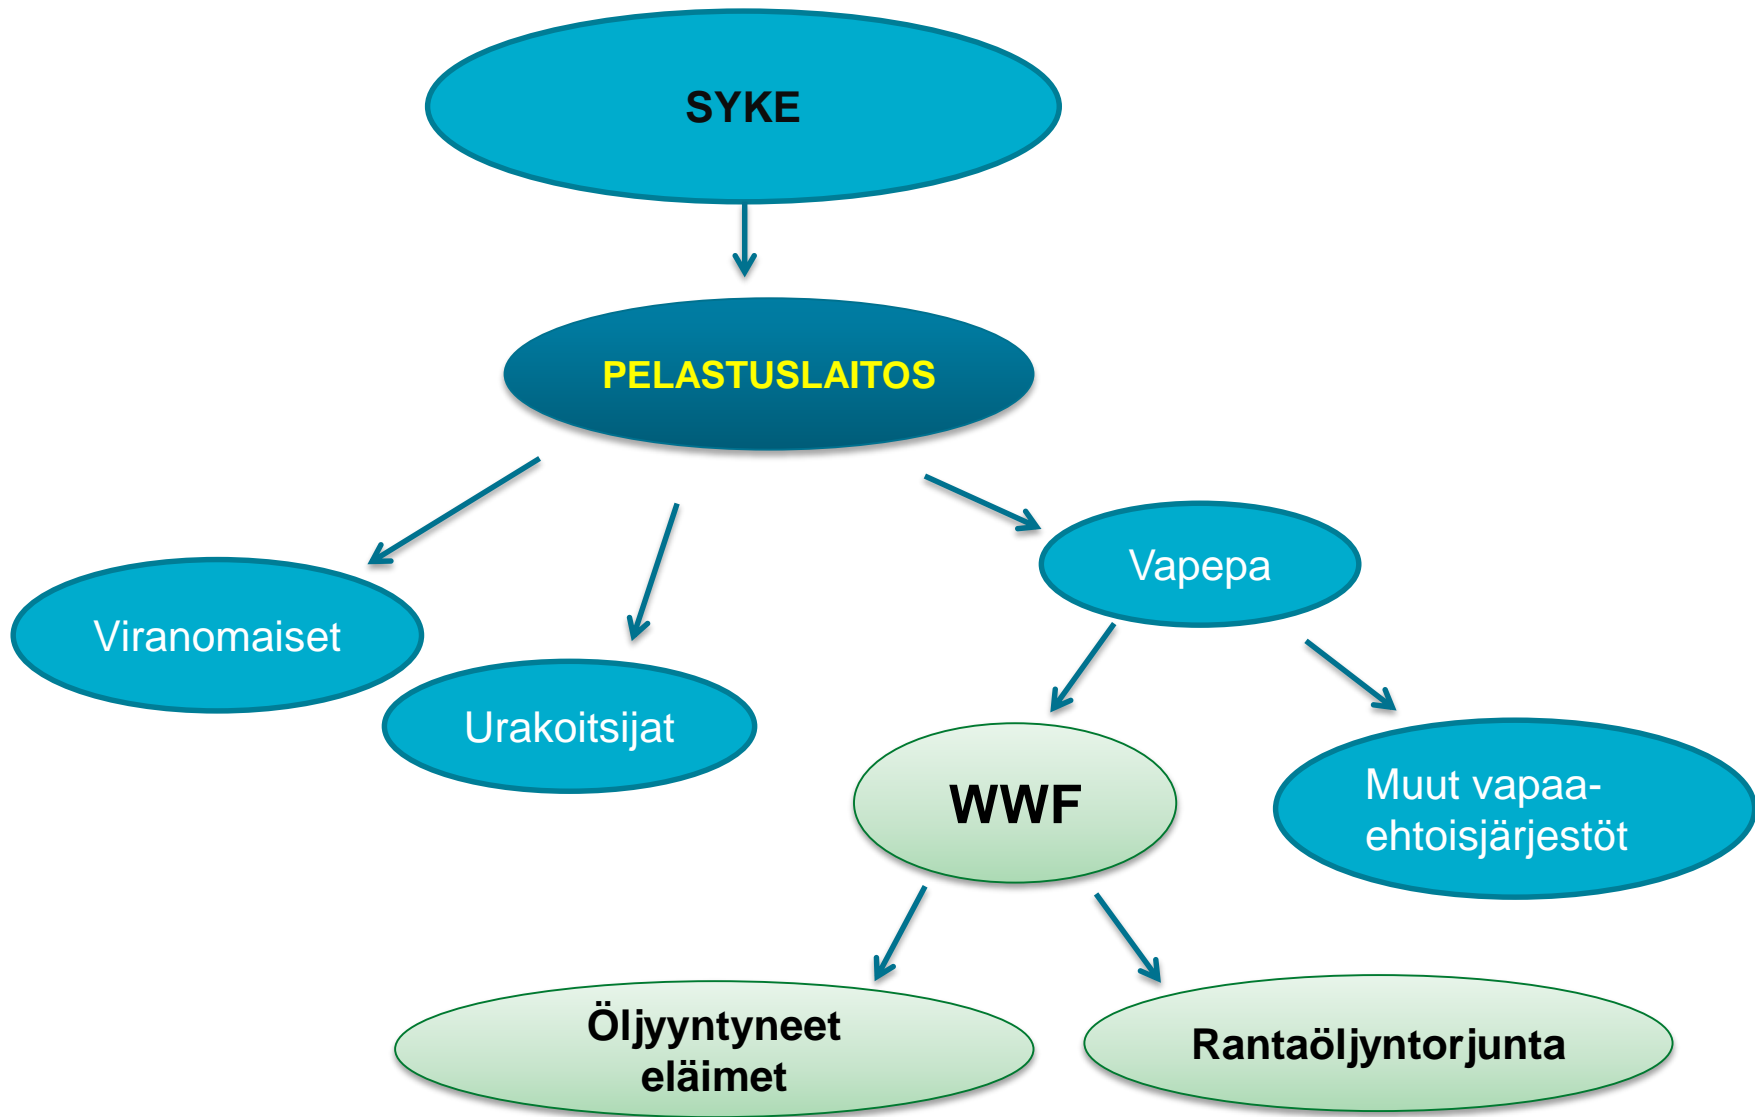 SYKE
PELASTUSLAITOS
Vapepa
Viranomaiset
Urakoitsijat
WWF
Muut vapaa-
ehtoisjärjestöt
Öljyyntyneet
eläimet
Rantaöljyntorjunta